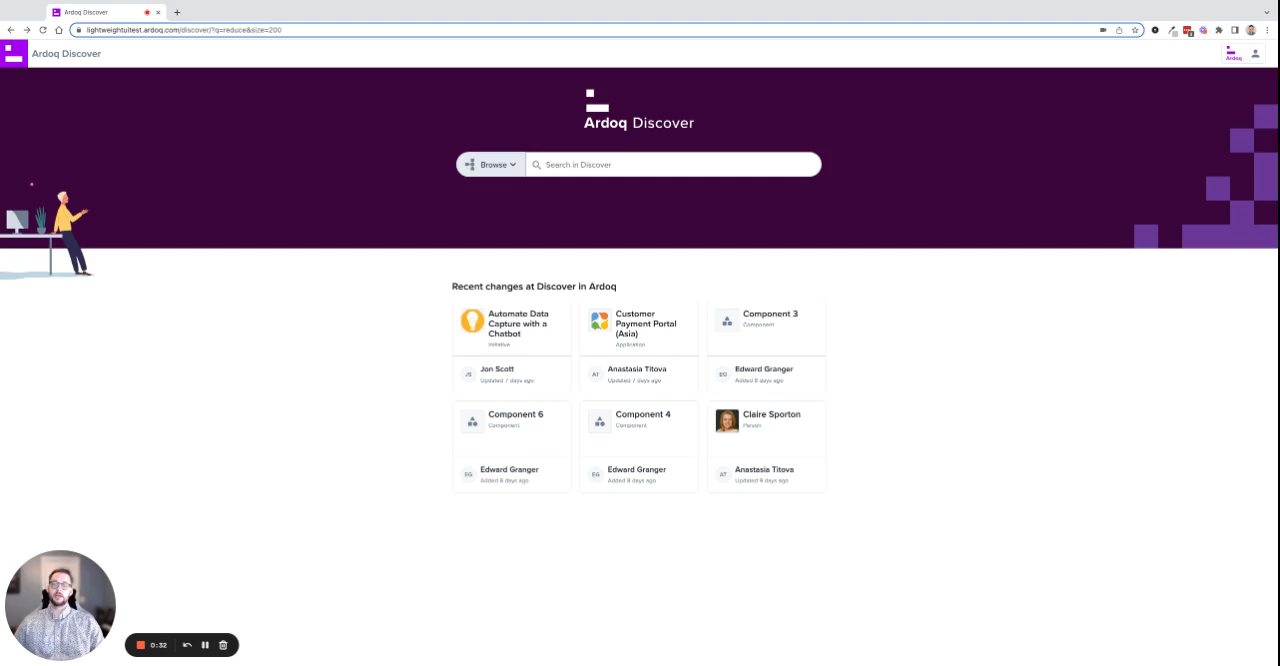 Ardoq Discover
lightweightuitest.ardoq.com/discover/?q=reduce&size=200
Ardoq Discover
Ardoq
Ardoq Discover
Browse
Search in Discover
Recent changes at Discover in Ardoq
Automate Data
Capture with a
Chatbot
Initiative
JS
Jon Scott
Updated 7 days ago
Customer
Payment Portal
(Asia)
Application
AT
Anastasia Titova
Updated 7 days ago
Component 3
Component
EG
Edward Granger
Added 8 days ago
Component 6
Component
EG
Edward Granger
Added 8 days ago
Component 4
Component
EG
Edward Granger
Added 8 days ago
Claire Sporton
Person
AT
Anastasia Titova
Updated 9 days ago
0:32